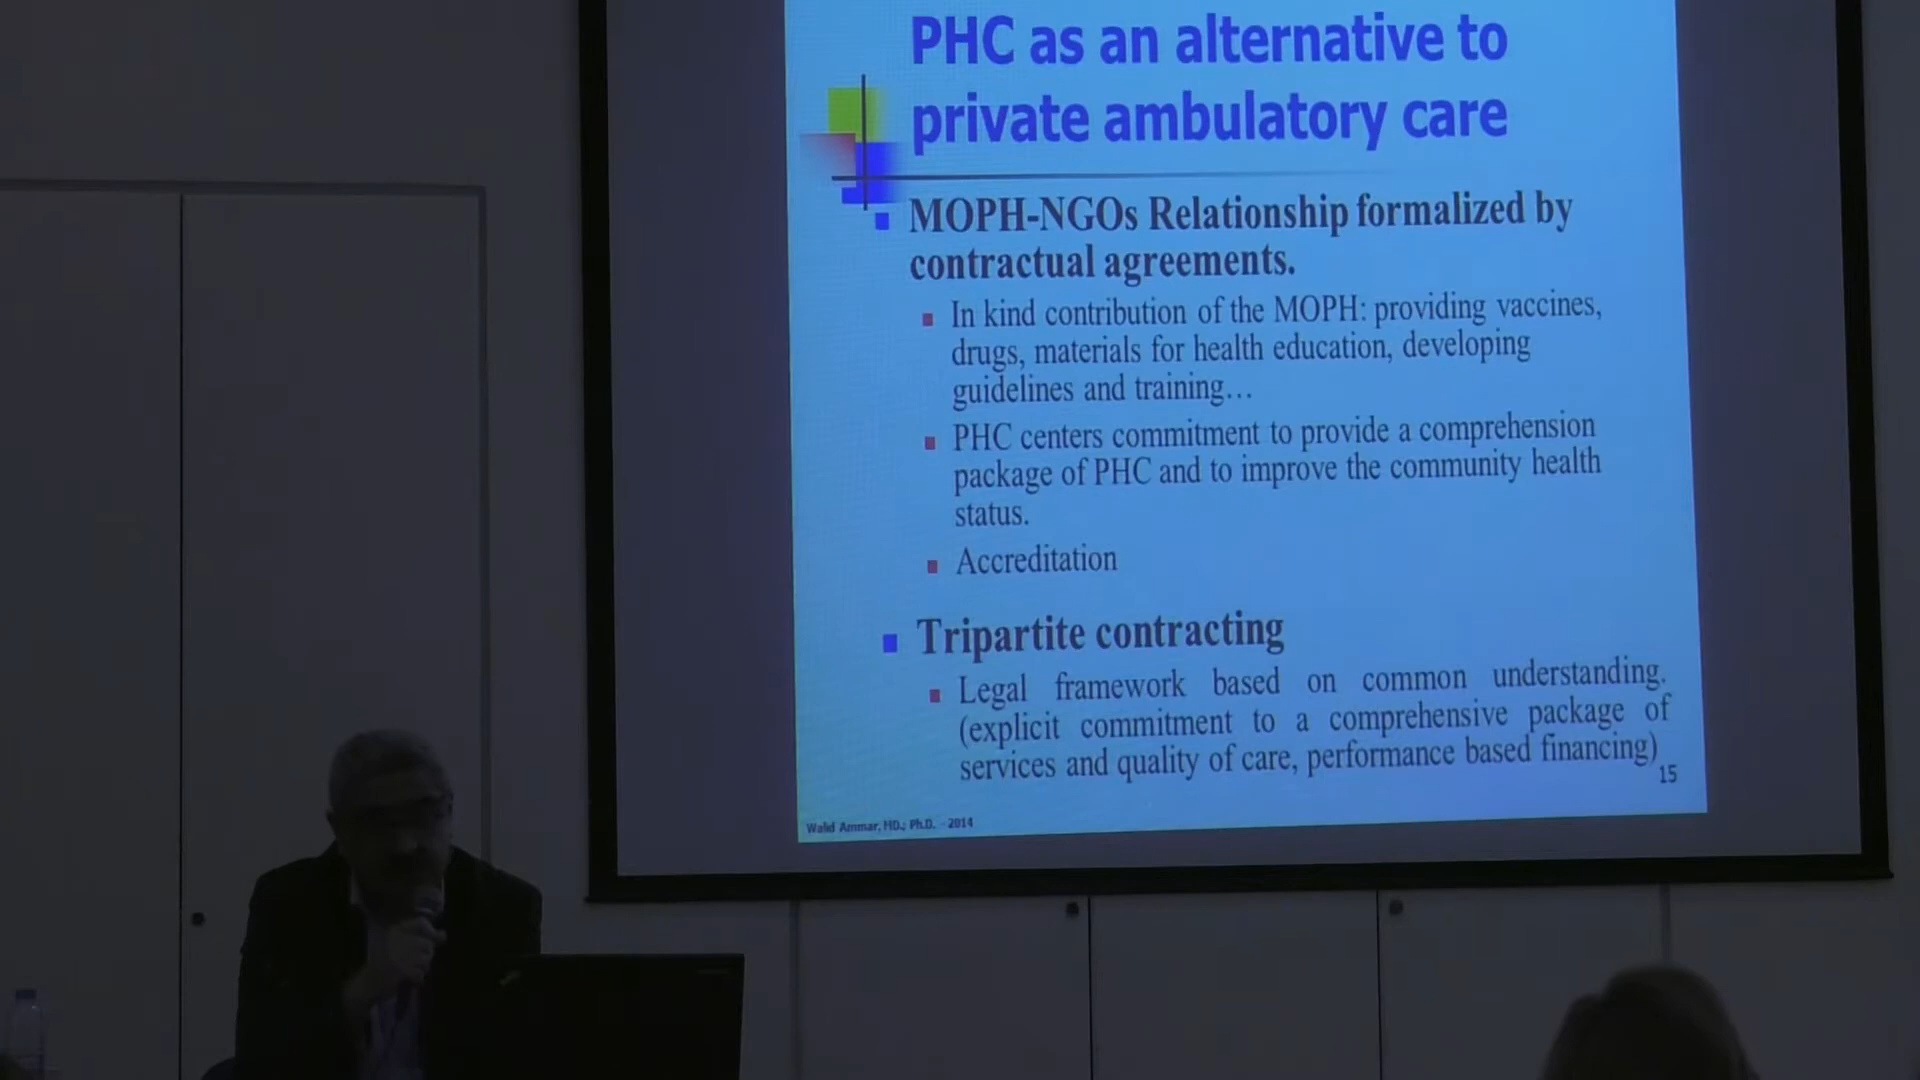 PHC as an alternative to
private ambulatory care
MOPH-NGOs Relationship formalized by
contractual agreements.
In kind contribution of the MOPH: providing vaccines,
drugs, materials for health education, developing
guidelines and training…
PHC centers commitment to provide a comprehension
package of PHC and to improve the community health
status.
Accreditation
Tripartite contracting
Legal framework based on common understanding.
(explicit commitment to a comprehensive package of
services and quality of care, performance based financing)
15
Walid Ammar, MD.; Ph.D. - 2014